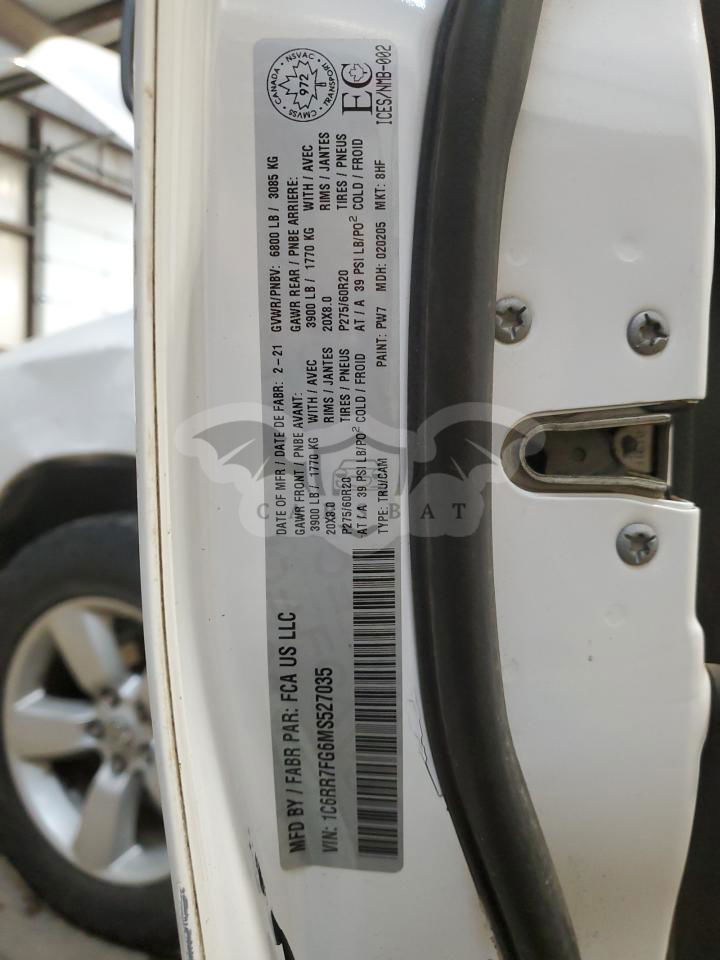 MFD BY / FABR PAR: FCA US LLC
DATE OF MFR / DATE DE FABR: 2-21
GVWR/PNBV: 6800 LB / 3085 KG
GAWR FRONT / PNBE AVANT:
3900 LB / 1770 KG WITH / AVEC
20X8.0 RIMS / JANTES
P275/60R20 TIRES / PNEUS
AT / A 39 PSI LB/PO² COLD / FROID
GAWR REAR / PNBE ARRIERE:
3900 LB / 1770 KG WITH / AVEC
20X8.0 RIMS / JANTES
P275/60R20 TIRES / PNEUS
AT / A 39 PSI LB/PO² COLD / FROID
VIN: 1C6RR7FG6MS527035
TYPE: TRU/CAM
PAINT: PW7 MDH: 020205 MKT: 8HF
CANADA · NSVAC · TRANSPORT · CMVSS
972
EC
ICES/NMB-002